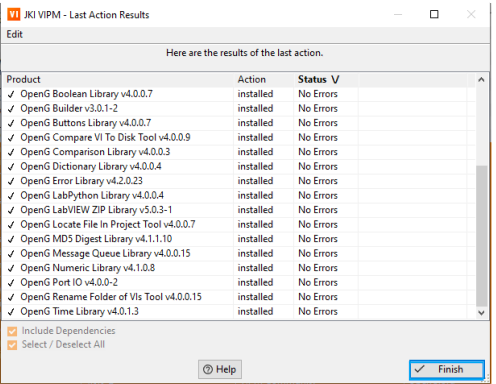 VI JKI VIPM - Last Action Results
Edit
Here are the results of the last action.
Product Action Status
OpenG Boolean Library v4.0.0.7 installed No Errors
OpenG Builder v3.0.1-2 installed No Errors
OpenG Buttons Library v4.0.0.7 installed No Errors
OpenG Compare VI To Disk Tool v4.0.0.9 installed No Errors
OpenG Comparison Library v4.0.0.3 installed No Errors
OpenG Dictionary Library v4.0.0.4 installed No Errors
OpenG Error Library v4.2.0.23 installed No Errors
OpenG LabPython Library v4.0.0.4 installed No Errors
OpenG LabVIEW ZIP Library v5.0.3-1 installed No Errors
OpenG Locate File In Project Tool v4.0.0.7 installed No Errors
OpenG MD5 Digest Library v4.1.1.10 installed No Errors
OpenG Message Queue Library v4.0.0.15 installed No Errors
OpenG Numeric Library v4.1.0.8 installed No Errors
OpenG Port IO v4.0.0-2 installed No Errors
OpenG Rename Folder of VIs Tool v4.0.0.15 installed No Errors
OpenG Time Library v4.0.1.3 installed No Errors
Include Dependencies
Select / Deselect All
Help Finish